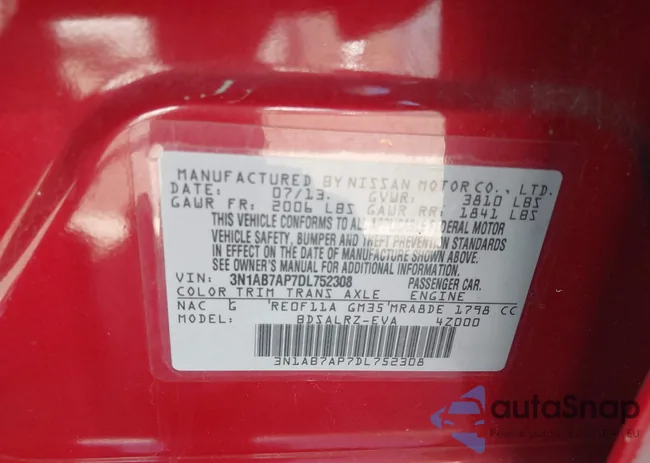 MANUFACTURED BY NISSAN MOTOR CO., LTD.
DATE: 07/13. GVWR: 3810 LBS
GAWR FR: 2006 LBS GAWR RR: 1841 LBS
THIS VEHICLE CONFORMS TO ALL APPLICABLE FEDERAL MOTOR
VEHICLE SAFETY, BUMPER AND THEFT PREVENTION STANDARDS
IN EFFECT ON DATE OF MANUFACTURE SHOWN ABOVE.
SEE OWNER'S MANUAL FOR ADDITIONAL INFORMATION.
VIN: 3N1AB7AP7DL752308 PASSENGER CAR.
COLOR TRIM TRANS AXLE ENGINE
NAC G RE0F11A GM35 MRA8DE 1798 CC
MODEL: BDSALRZ-EVA 4Z000
3N1AB7AP7DL752308
autoSnap